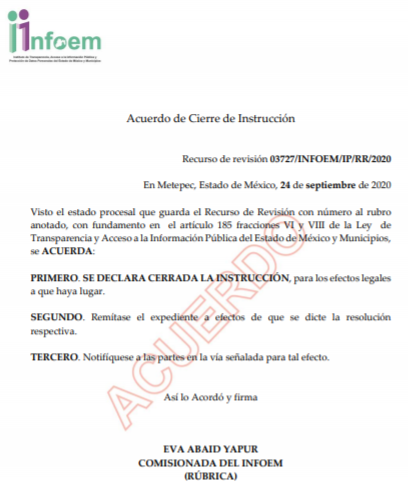 infoem
Instituto de Transparencia, Acceso a la Información Pública y
Protección de Datos Personales del Estado de México y Municipios
Acuerdo de Cierre de Instrucción
Recurso de revisión 03727/INFOEM/IP/RR/2020
En Metepec, Estado de México, 24 de septiembre de 2020
Visto el estado procesal que guarda el Recurso de Revisión con número al rubro
anotado, con fundamento en el artículo 185 fracciones VI y VIII de la Ley de
Transparencia y Acceso a la Información Pública del Estado de México y Municipios,
se ACUERDA:
PRIMERO. SE DECLARA CERRADA LA INSTRUCCIÓN, para los efectos legales
a que haya lugar.
SEGUNDO. Remítase el expediente a efectos de que se dicte la resolución
respectiva.
TERCERO. Notifíquese a las partes en la vía señalada para tal efecto.
ACUERDO
Así lo Acordó y firma
EVA ABAID YAPUR
COMISIONADA DEL INFOEM
(RÚBRICA)